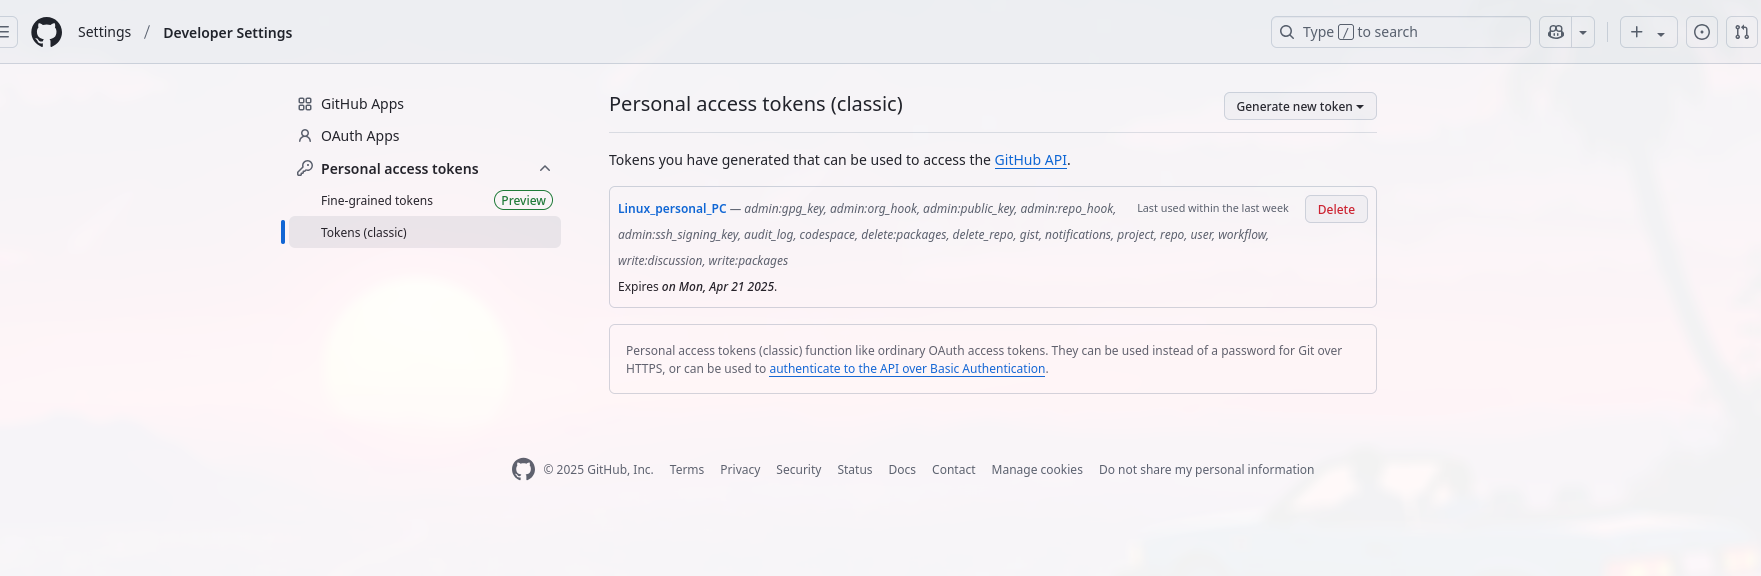 Settings / Developer Settings
Type / to search
GitHub Apps
OAuth Apps
Personal access tokens
Fine-grained tokens Preview
Tokens (classic)
Personal access tokens (classic)
Generate new token
Tokens you have generated that can be used to access the GitHub API.
Linux_personal_PC — admin:gpg_key, admin:org_hook, admin:public_key, admin:repo_hook,
Last used within the last week
Delete
admin:ssh_signing_key, audit_log, codespace, delete:packages, delete_repo, gist, notifications, project, repo, user, workflow,
write:discussion, write:packages
Expires on Mon, Apr 21 2025.
Personal access tokens (classic) function like ordinary OAuth access tokens. They can be used instead of a password for Git over
HTTPS, or can be used to authenticate to the API over Basic Authentication.
© 2025 GitHub, Inc. Terms Privacy Security Status Docs Contact Manage cookies Do not share my personal information